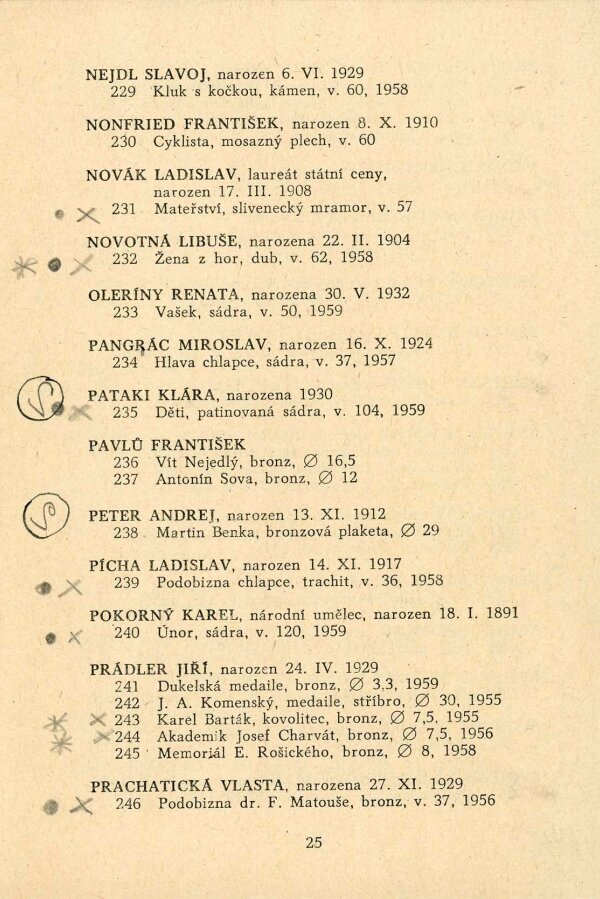 NEJDL SLAVOJ, narozen 6. VI. 1929
229 Kluk s kočkou, kámen, v. 60, 1958
NONFRIED FRANTIŠEK, narozen 8. X. 1910
230 Cyklista, mosazný plech, v. 60
NOVÁK LADISLAV, laureát státní ceny,
narozen 17. III. 1908
231 Mateřství, slivenecký mramor, v. 57
NOVOTNÁ LIBUŠE, narozena 22. II. 1904
232 Žena z hor, dub, v. 62, 1958
OLERÍNY RENATA, narozena 30. V. 1932
233 Vašek, sádra, v. 50, 1959
PANGRÁC MIROSLAV, narozen 16. X. 1924
234 Hlava chlapce, sádra, v. 37, 1957
PATAKI KLÁRA, narozena 1930
235 Děti, patinovaná sádra, v. 104, 1959
PAVLŮ FRANTIŠEK
236 Vít Nejedlý, bronz, ∅ 16,5
237 Antonín Sova, bronz, ∅ 12
PETER ANDREJ, narozen 13. XI. 1912
238 Martin Benka, bronzová plaketa, ∅ 29
PÍCHA LADISLAV, narozen 14. XI. 1917
239 Podobizna chlapce, trachit, v. 36, 1958
POKORNÝ KAREL, národní umělec, narozen 18. I. 1891
240 Únor, sádra, v. 120, 1959
PRÁDLER JIŘÍ, narozen 24. IV. 1929
241 Dukelská medaile, bronz, ∅ 3,3, 1959
242 J. A. Komenský, medaile, stříbro, ∅ 30, 1955
243 Karel Barták, kovolitec, bronz, ∅ 7,5, 1955
244 Akademik Josef Charvát, bronz, ∅ 7,5, 1956
245 Memoriál E. Rošického, bronz, ∅ 8, 1958
PRACHATICKÁ VLASTA, narozena 27. XI. 1929
246 Podobizna dr. F. Matouše, bronz, v. 37, 1956
25